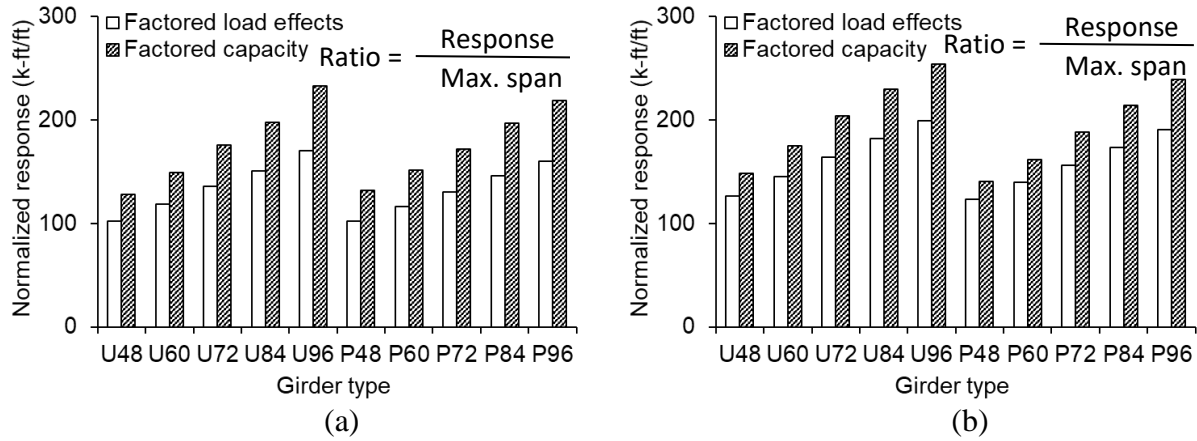 300
200
100
0
Normalized response (k-ft/ft)
Factored load effects
Factored capacity
Ratio = Response
Max. span
U48 U60 U72 U84 U96 P48 P60 P72 P84 P96
Girder type
(a)
300
200
100
0
Normalized response (k-ft/ft)
Factored load effects
Factored capacity
Ratio = Response
Max. span
U48 U60 U72 U84 U96 P48 P60 P72 P84 P96
Girder type
(b)